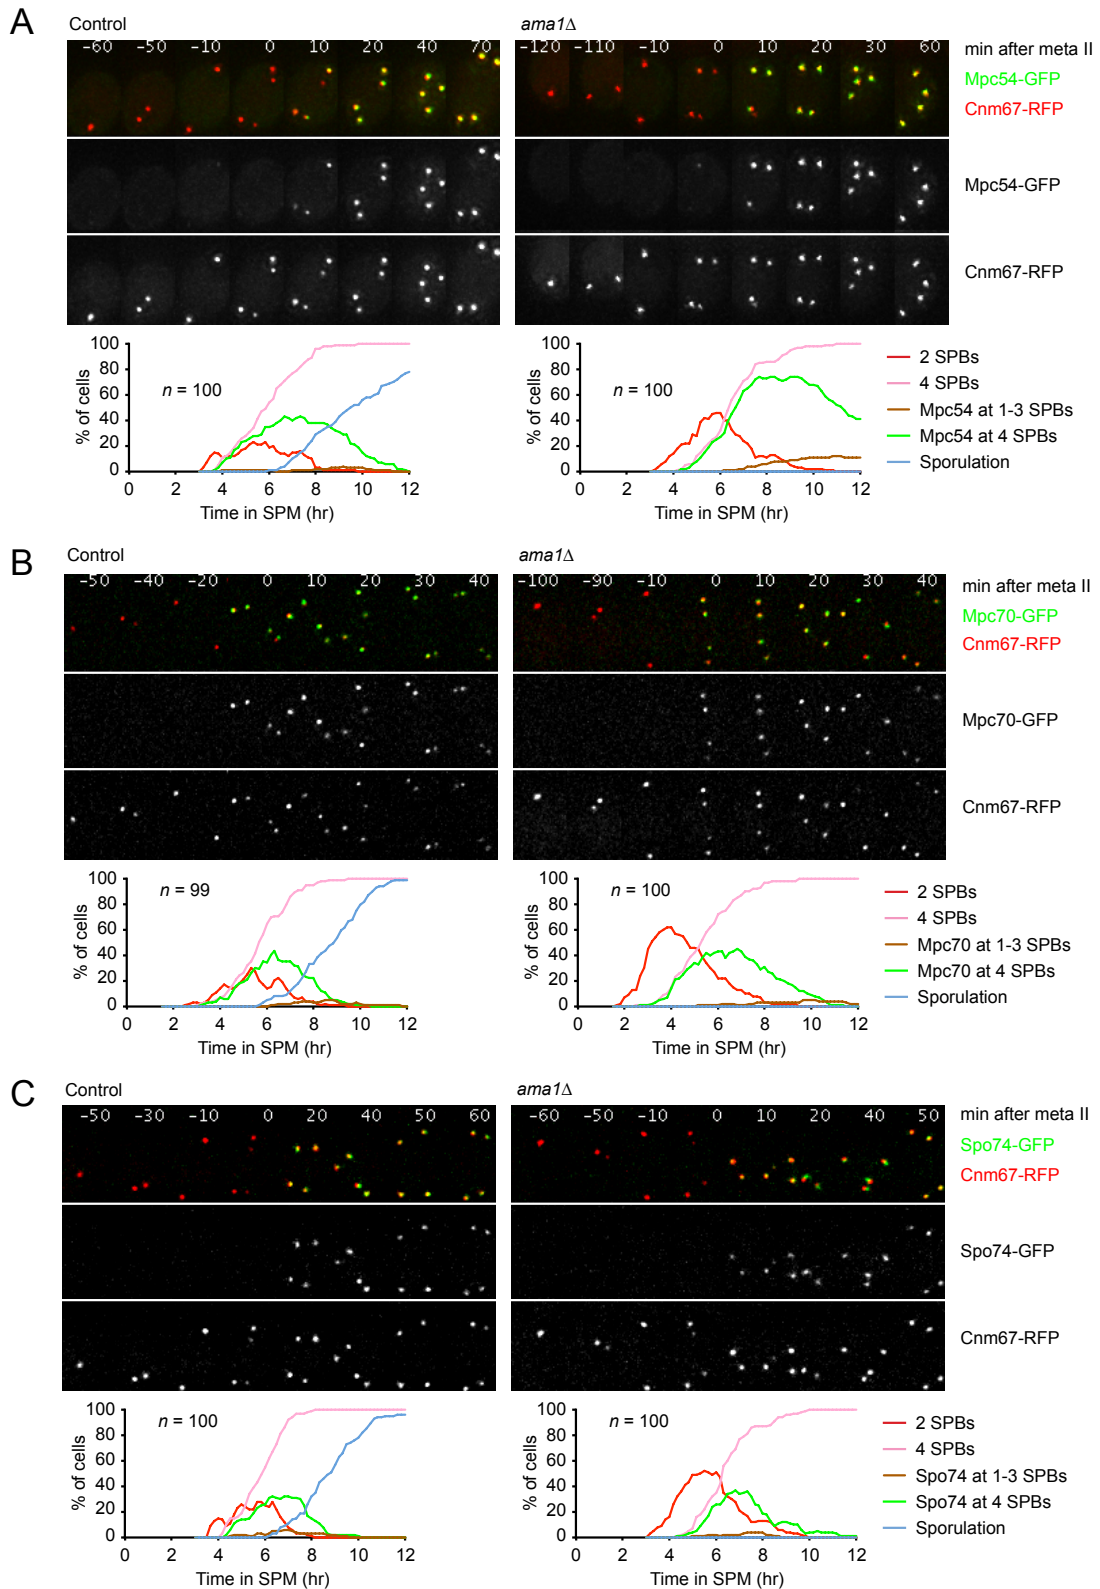 A
Control
ama1Δ
-60 -50 -10 0 10 20 40 70
-120 -110 -10 0 10 20 30 60
min after meta II
Mpc54-GFP
Cnm67-RFP
Mpc54-GFP
Cnm67-RFP
100
80
60
40
20
0
% of cells
n = 100
0 2 4 6 8 10 12
Time in SPM (hr)
100
80
60
40
20
0
% of cells
n = 100
0 2 4 6 8 10 12
Time in SPM (hr)
2 SPBs
4 SPBs
Mpc54 at 1-3 SPBs
Mpc54 at 4 SPBs
Sporulation
B
Control
ama1Δ
-50 -40 -20 0 10 20 30 40
-100 -90 -10 0 10 20 30 40
min after meta II
Mpc70-GFP
Cnm67-RFP
Mpc70-GFP
Cnm67-RFP
100
80
60
40
20
0
% of cells
n = 99
0 2 4 6 8 10 12
Time in SPM (hr)
100
80
60
40
20
0
% of cells
n = 100
0 2 4 6 8 10 12
Time in SPM (hr)
2 SPBs
4 SPBs
Mpc70 at 1-3 SPBs
Mpc70 at 4 SPBs
Sporulation
C
Control
ama1Δ
-50 -30 -10 0 10 20 40 50 60
-60 -50 -10 0 10 20 30 40 50
min after meta II
Spo74-GFP
Cnm67-RFP
Spo74-GFP
Cnm67-RFP
100
80
60
40
20
0
% of cells
n = 100
0 2 4 6 8 10 12
Time in SPM (hr)
100
80
60
40
20
0
% of cells
n = 100
0 2 4 6 8 10 12
Time in SPM (hr)
2 SPBs
4 SPBs
Spo74 at 1-3 SPBs
Spo74 at 4 SPBs
Sporulation